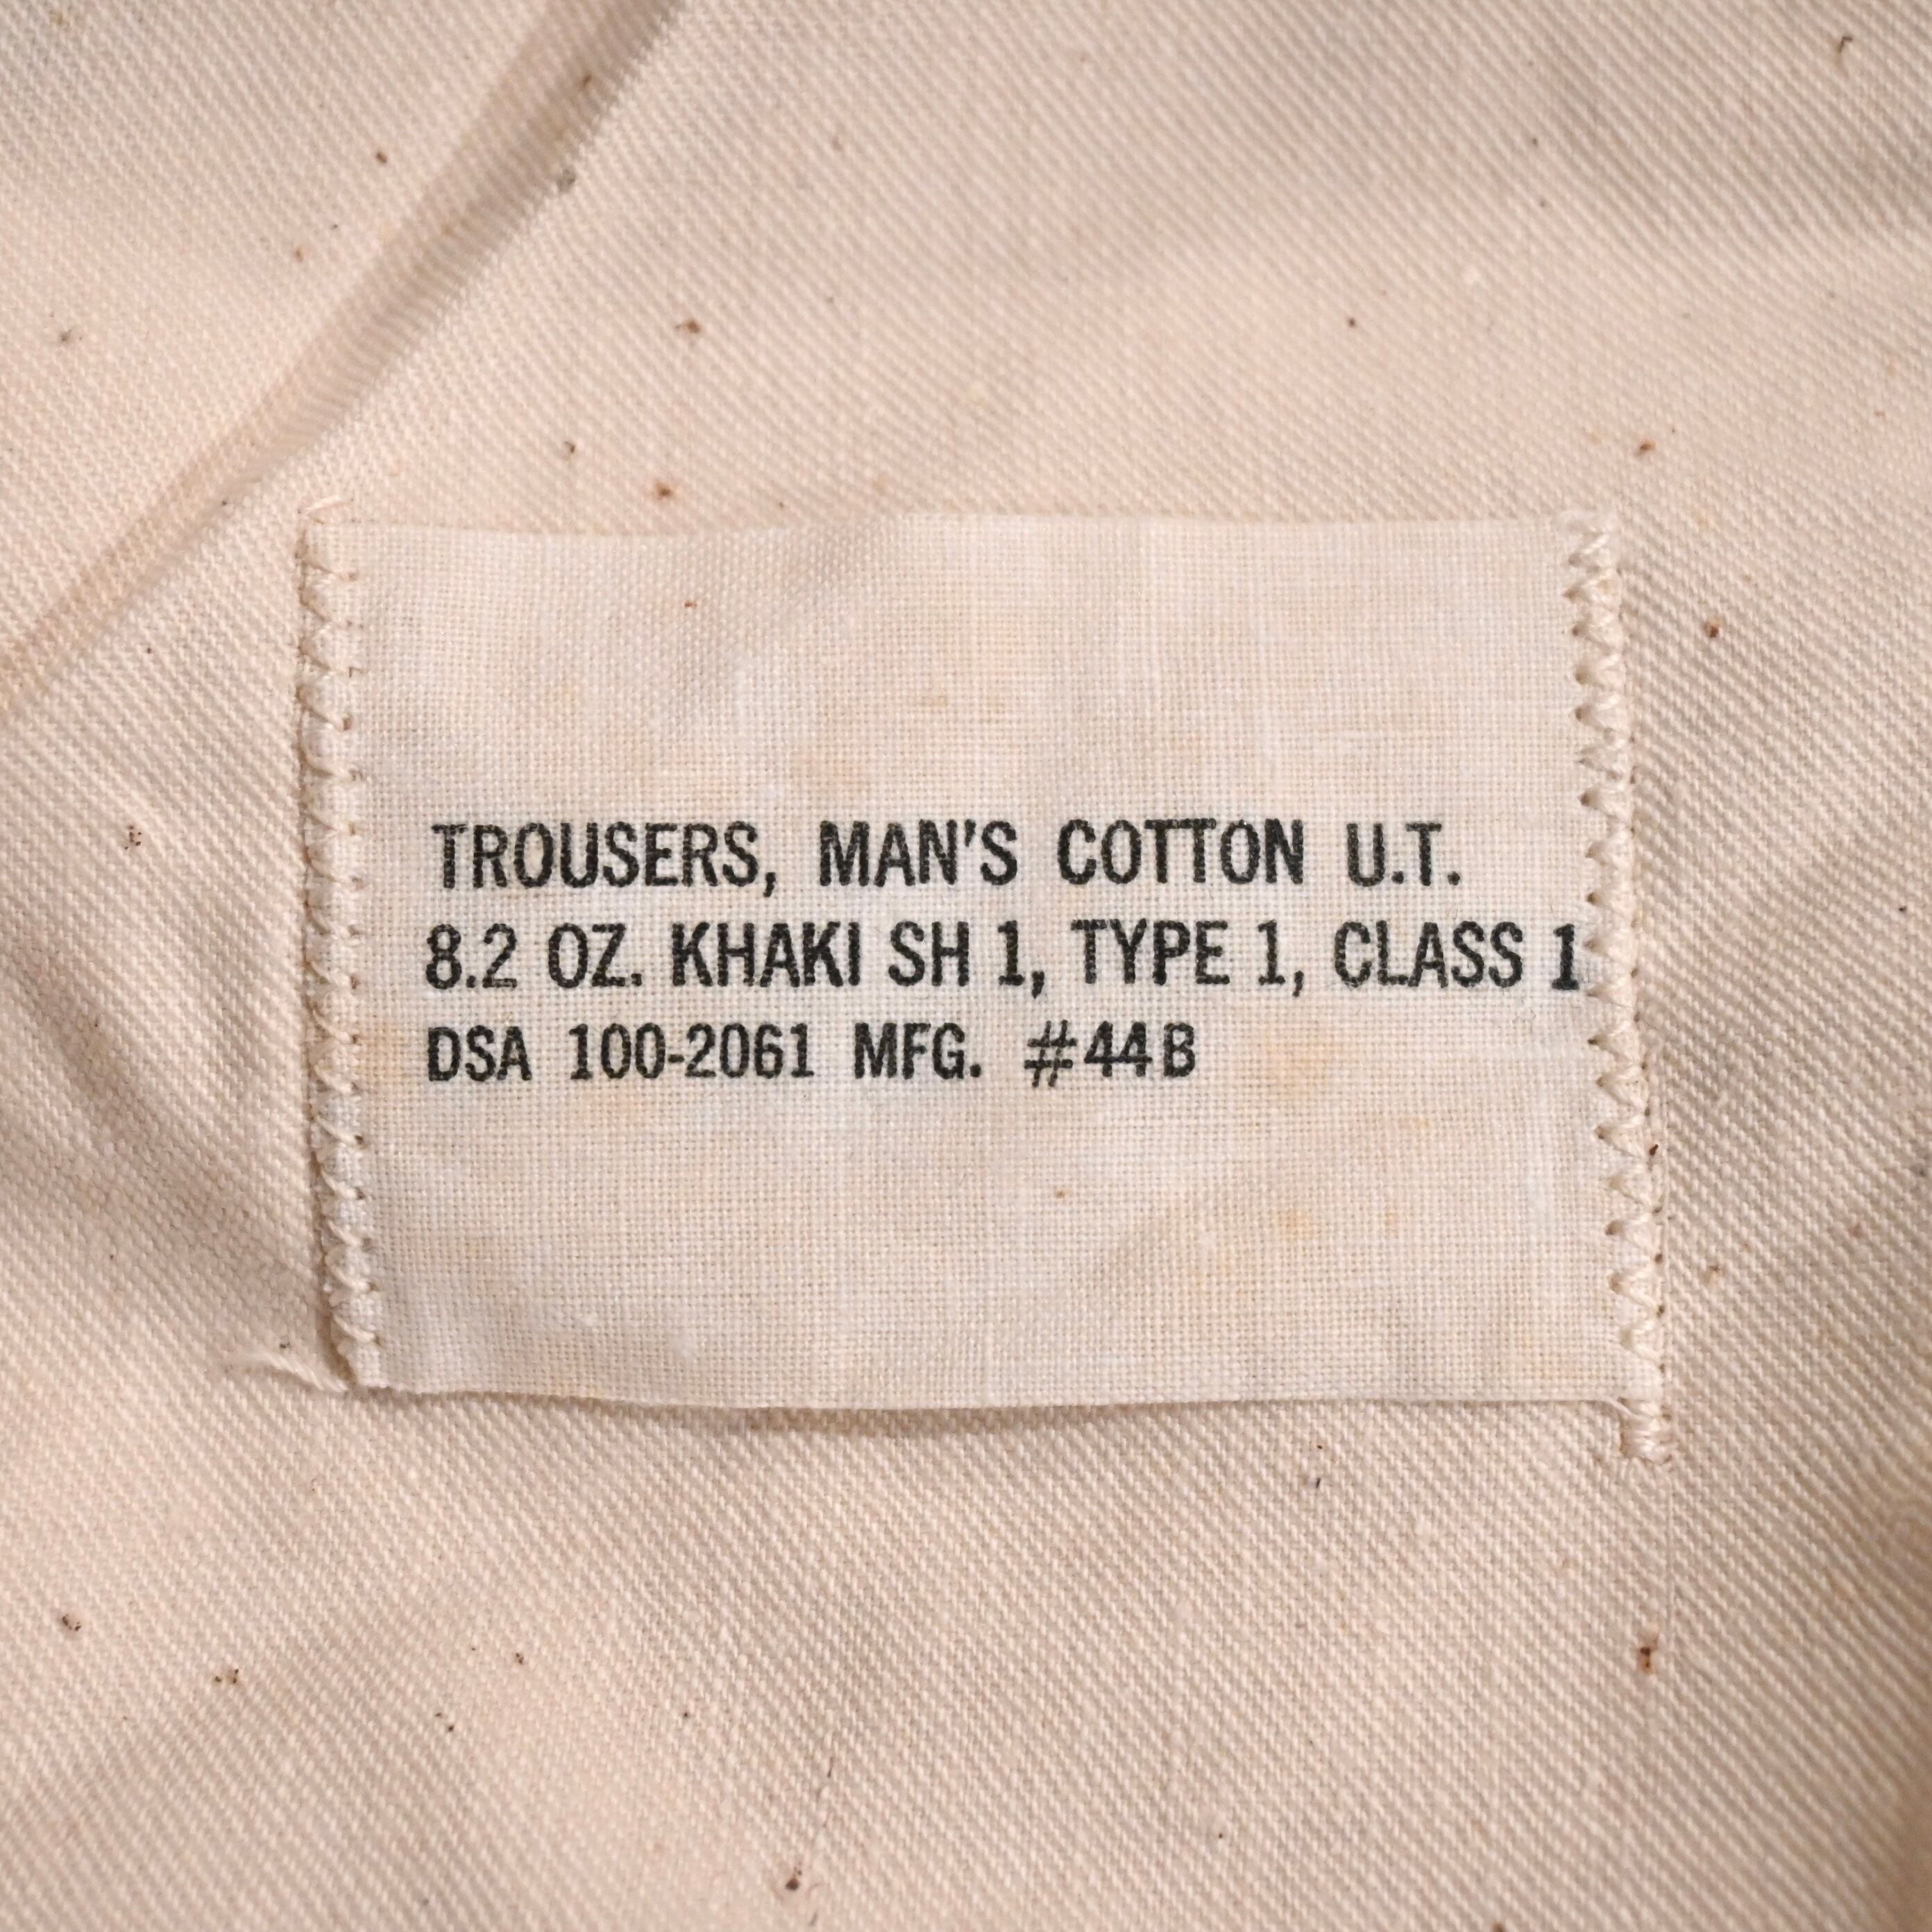 TROUSERS, MAN'S COTTON U.T.
8.2 OZ. KHAKI SH 1, TYPE 1, CLASS 1
DSA 100-2061 MFG. #44B